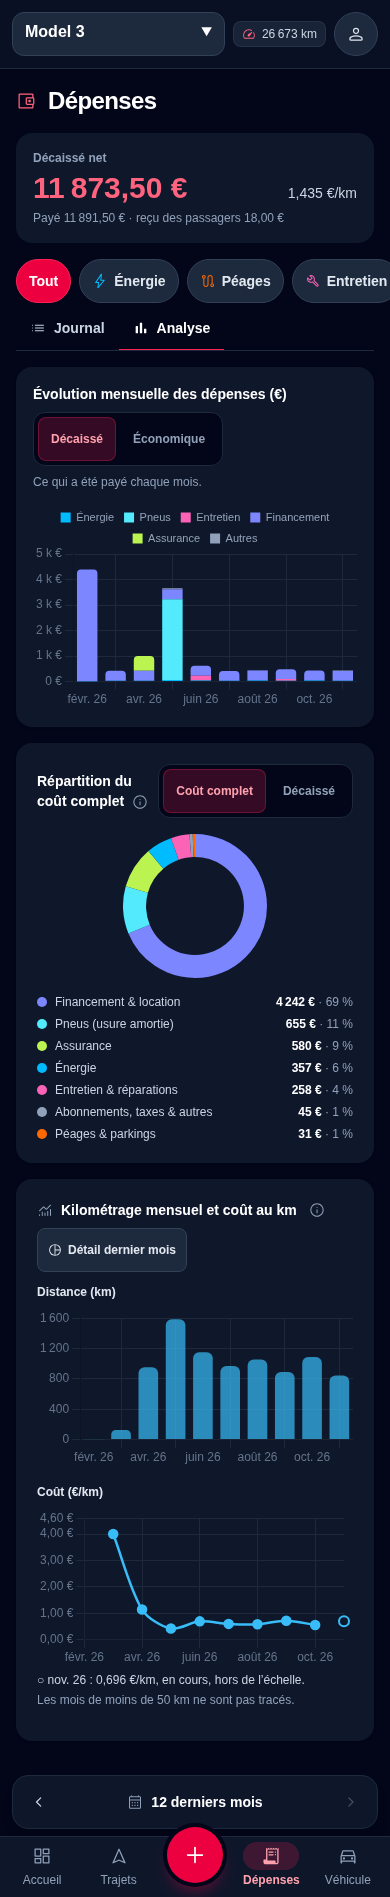 Model 3
26 673 km
Dépenses
Décaissé net
11 873,50 €
1,435 €/km
Payé 11 891,50 € · reçu des passagers 18,00 €
Tout
Énergie
Péages
Entretien
Journal
Analyse
Évolution mensuelle des dépenses (€)
Décaissé
Économique
Ce qui a été payé chaque mois.
Énergie Pneus Entretien Financement
Assurance Autres
5 k €
4 k €
3 k €
2 k €
1 k €
0 €
févr. 26 avr. 26 juin 26 août 26 oct. 26
Répartition du
coût complet
Coût complet
Décaissé
Financement & location 4 242 € · 69 %
Pneus (usure amortie) 655 € · 11 %
Assurance 580 € · 9 %
Énergie 357 € · 6 %
Entretien & réparations 258 € · 4 %
Abonnements, taxes & autres 45 € · 1 %
Péages & parkings 31 € · 1 %
Kilométrage mensuel et coût au km
Détail dernier mois
Distance (km)
1 600
1 200
800
400
0
févr. 26 avr. 26 juin 26 août 26 oct. 26
Coût (€/km)
4,60 €
4,00 €
3,00 €
2,00 €
1,00 €
0,00 €
févr. 26 avr. 26 juin 26 août 26 oct. 26
○ nov. 26 : 0,696 €/km, en cours, hors de l’échelle.
Les mois de moins de 50 km ne sont pas tracés.
12 derniers mois
Accueil
Trajets
Dépenses
Véhicule